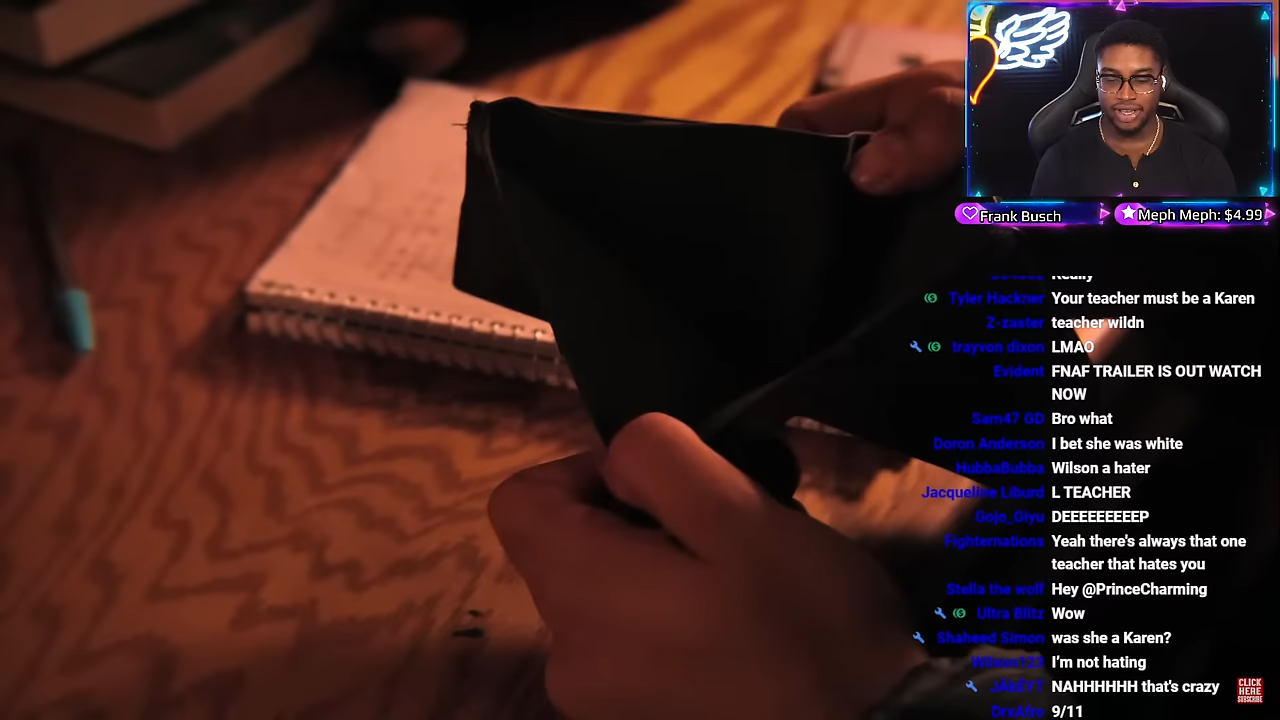 Frank Busch
Meph Meph: $4.99
Really
Tyler Hackner Your teacher must be a Karen
Z-zaster teacher wildn
trayvon dixon LMAO
Evident FNAF TRAILER IS OUT WATCH
NOW
Sam47 GD Bro what
Doron Anderson I bet she was white
HubbaBubba Wilson a hater
Jacqueline Liburd L TEACHER
Gojo_Giyu DEEEEEEEEEP
Fighternations Yeah there's always that one
teacher that hates you
Stella the wolf Hey @PrinceCharming
Ultra Blitz Wow
Shaheed Simon was she a Karen?
Wilson123 I'm not hating
NAHHHHHH that's crazy
DrxAfro 9/11
CLICK
HERE
SUBSCRIBE